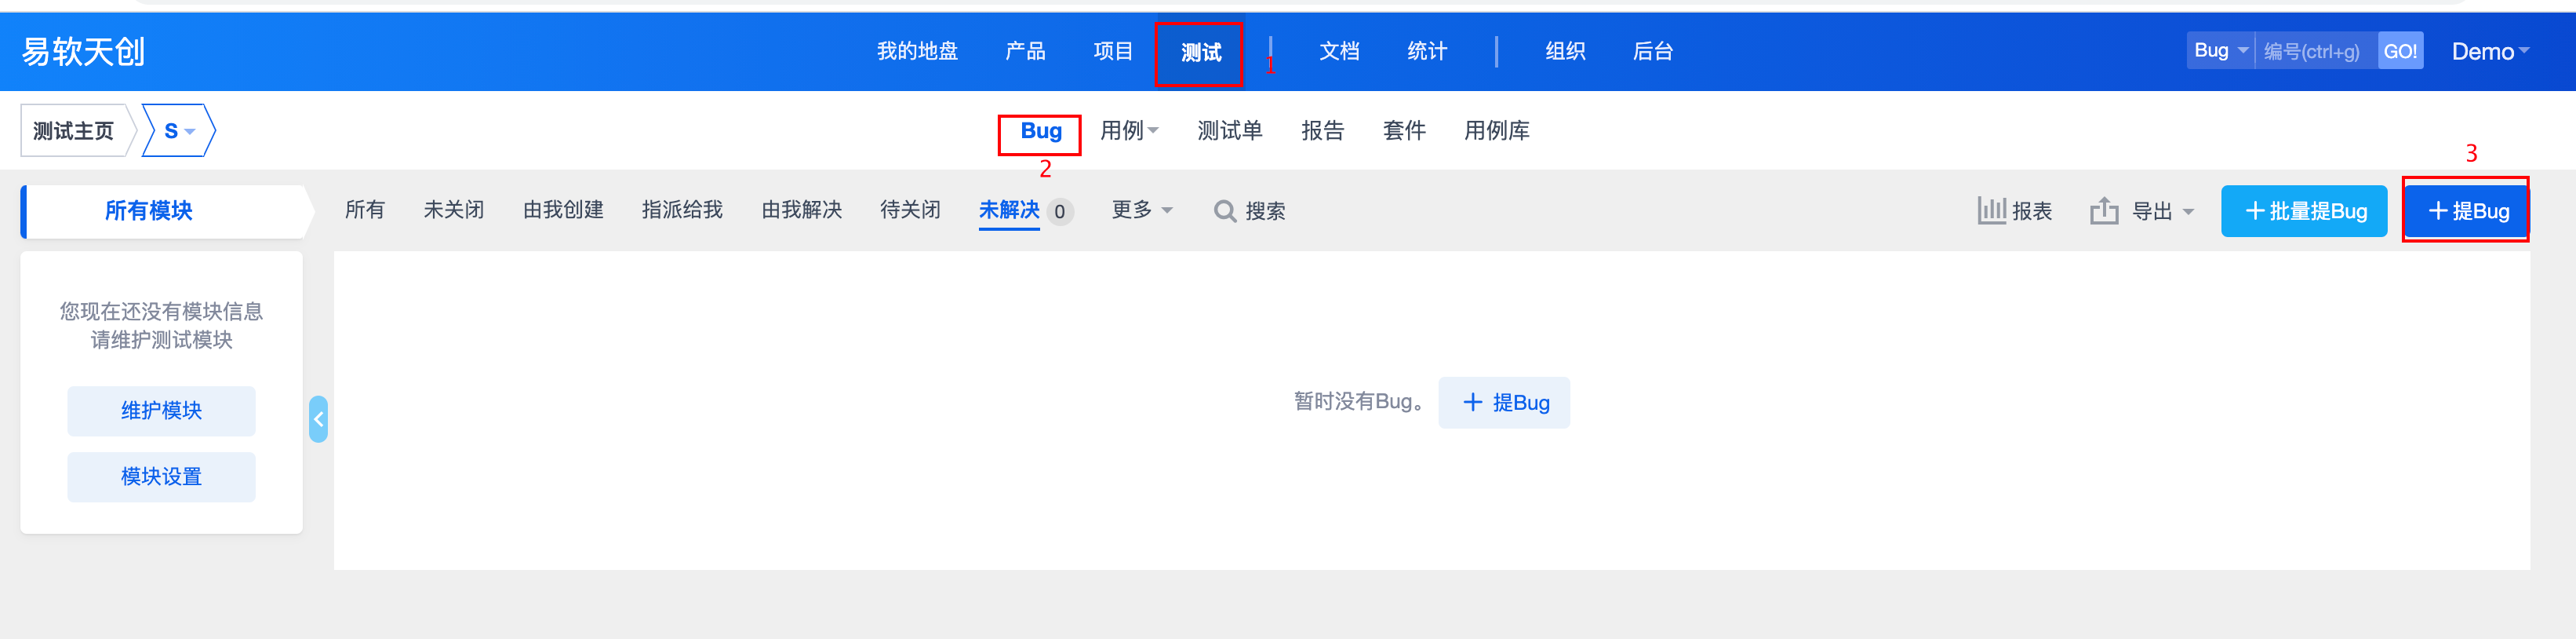 易软天创 我的地盘 产品 项目 测试 文档 统计 组织 后台 Bug 编号(ctrl+g) GO! Demo
1
测试主页 S Bug 用例 测试单 报告 套件 用例库
2 3
所有模块 所有 未关闭 由我创建 指派给我 由我解决 待关闭 未解决 0 更多 搜索 报表 导出 +批量提Bug +提Bug
您现在还没有模块信息
请维护测试模块
维护模块
暂时没有Bug。 + 提Bug
模块设置